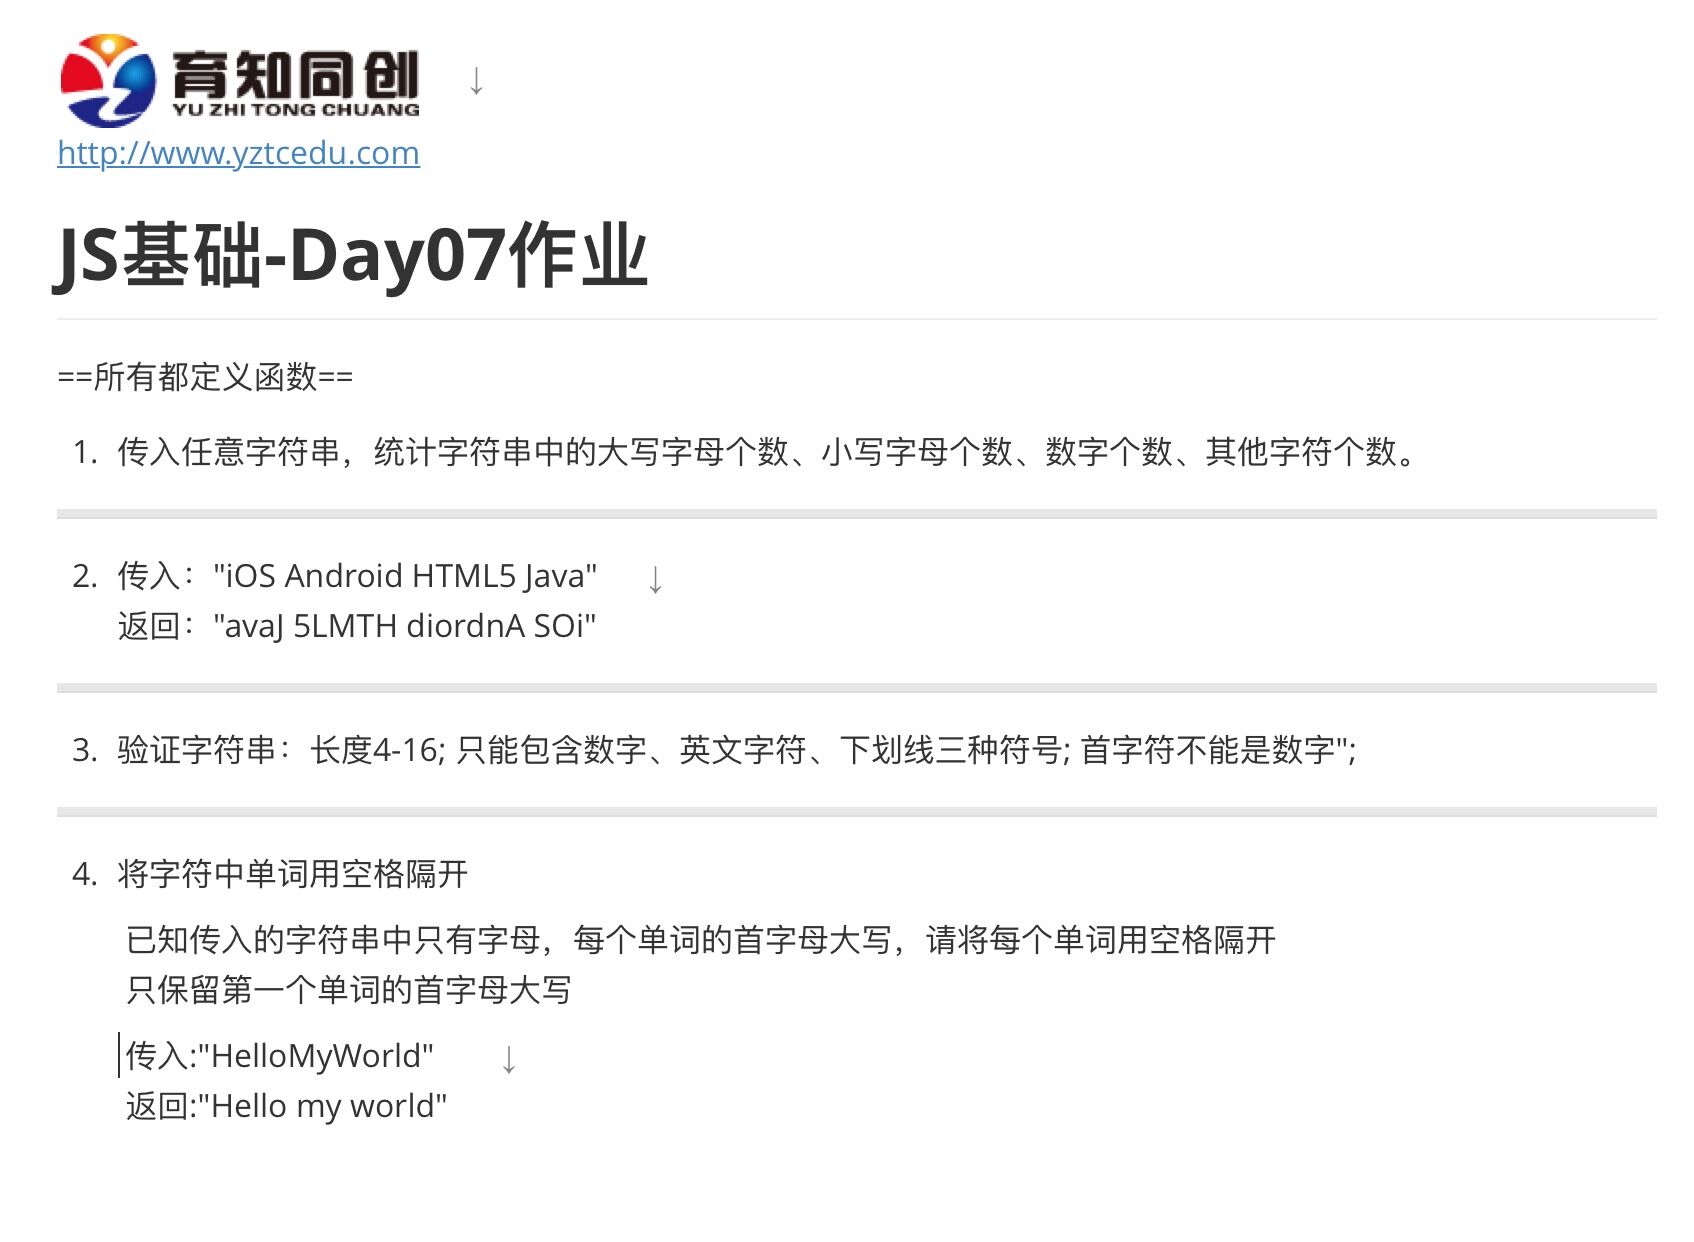 育知同创
YU ZHI TONG CHUANG
↓
http://www.yztcedu.com
JS基础-Day07作业
==所有都定义函数==
1. 传入任意字符串，统计字符串中的大写字母个数、小写字母个数、数字个数、其他字符个数。
2. 传入："iOS Android HTML5 Java" ↓
返回："avaJ 5LMTH diordnA SOi"
3. 验证字符串：长度4-16; 只能包含数字、英文字符、下划线三种符号; 首字符不能是数字";
4. 将字符中单词用空格隔开
已知传入的字符串中只有字母，每个单词的首字母大写，请将每个单词用空格隔开
只保留第一个单词的首字母大写
传入:"HelloMyWorld" ↓
返回:"Hello my world"